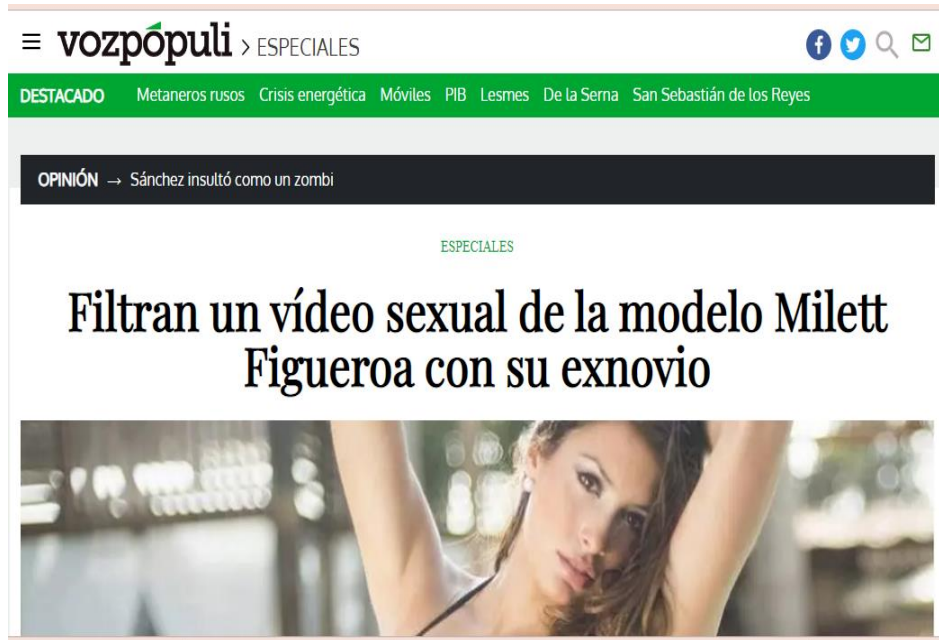 vozpópuli > ESPECIALES
DESTACADO Metaneros rusos Crisis energética Móviles PIB Lesmes De la Serna San Sebastián de los Reyes
OPINIÓN → Sánchez insultó como un zombi
ESPECIALES
Filtran un vídeo sexual de la modelo Milett
Figueroa con su exnovio